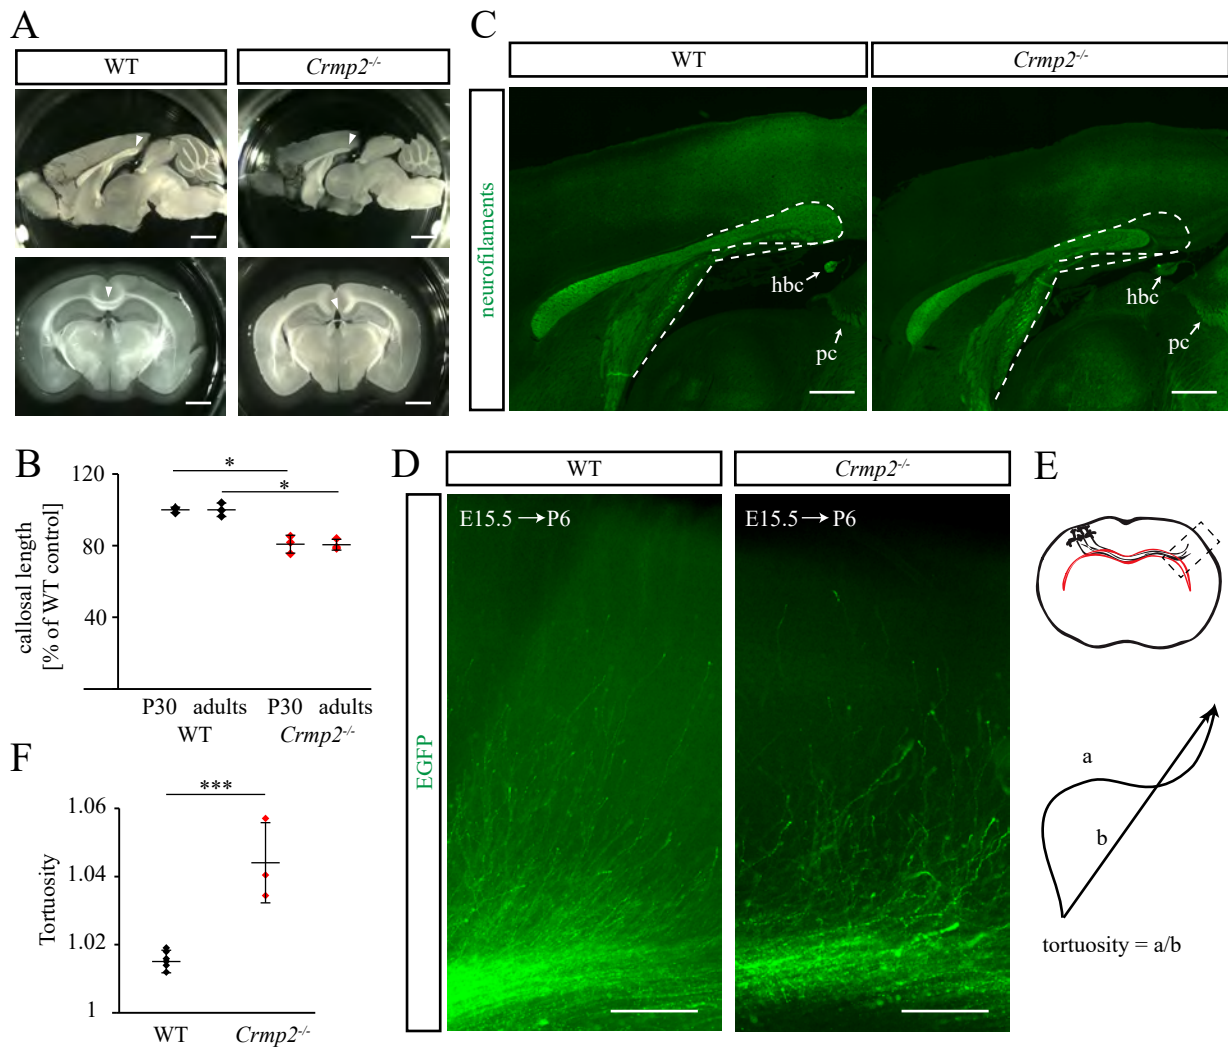 A
WT
Crmp2-/-
C
WT
Crmp2-/-
neurofilaments
hbc
pc
hbc
pc
B
callosal length
[% of WT control]
120
80
40
*
*
P30 adults P30 adults
WT Crmp2-/-
D
WT
Crmp2-/-
EGFP
E15.5→P6
E15.5→P6
E
a
b
tortuosity = a/b
F
Tortuosity
1.06
1.04
1.02
1
***
WT Crmp2-/-